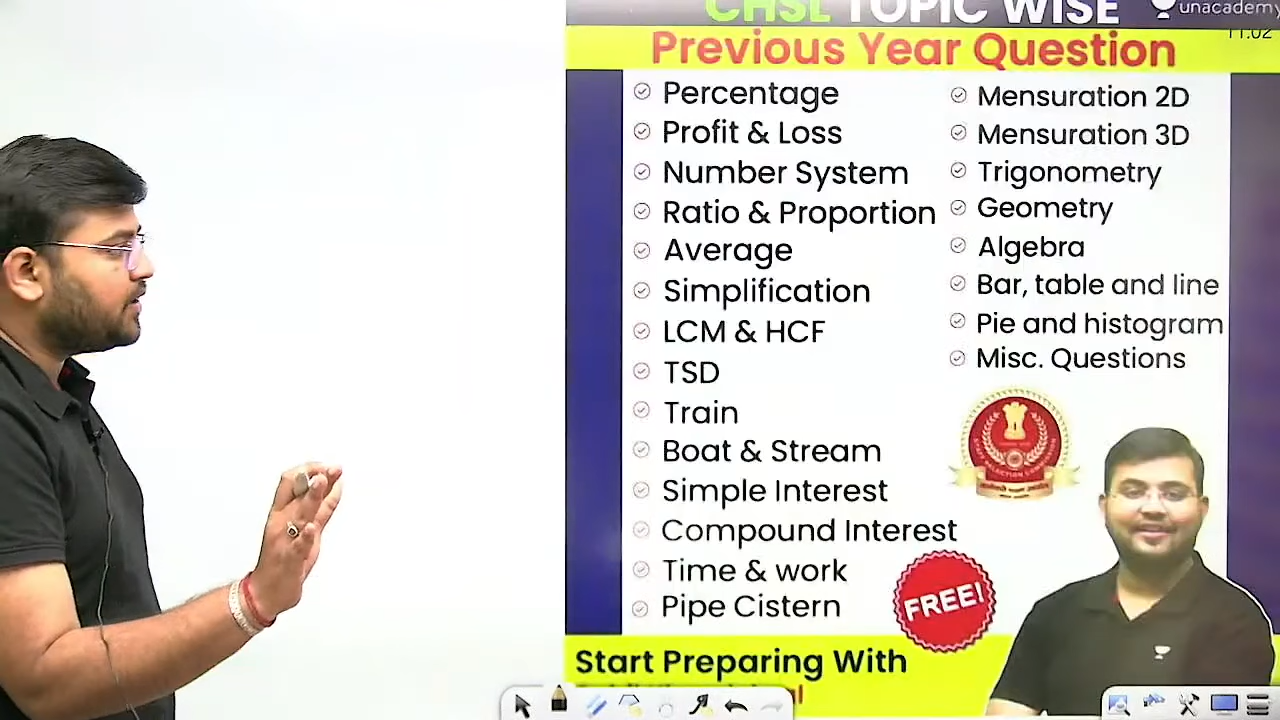 CHSL TOPIC WISE
unacademy
11:02
Previous Year Question
Percentage
Profit & Loss
Number System
Ratio & Proportion
Average
Simplification
LCM & HCF
TSD
Train
Boat & Stream
Simple Interest
Compound Interest
Time & work
Pipe Cistern
Mensuration 2D
Mensuration 3D
Trigonometry
Geometry
Algebra
Bar, table and line
Pie and histogram
Misc. Questions
FREE!
Start Preparing With